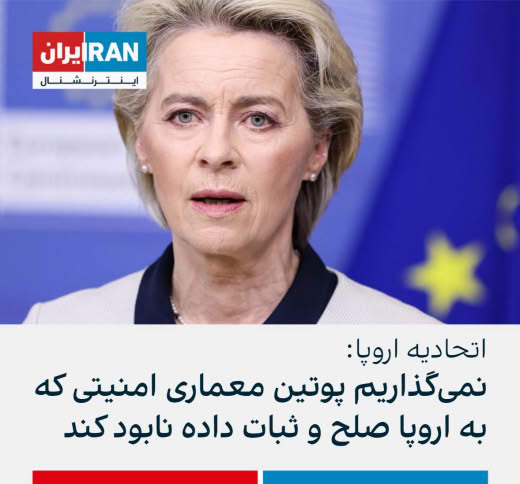 ایران IRAN
اینترنشنال
اتحادیه اروپا:
نمی‌گذاریم پوتین معماری امنیتی که
به اروپا صلح و ثبات داده نابود کند